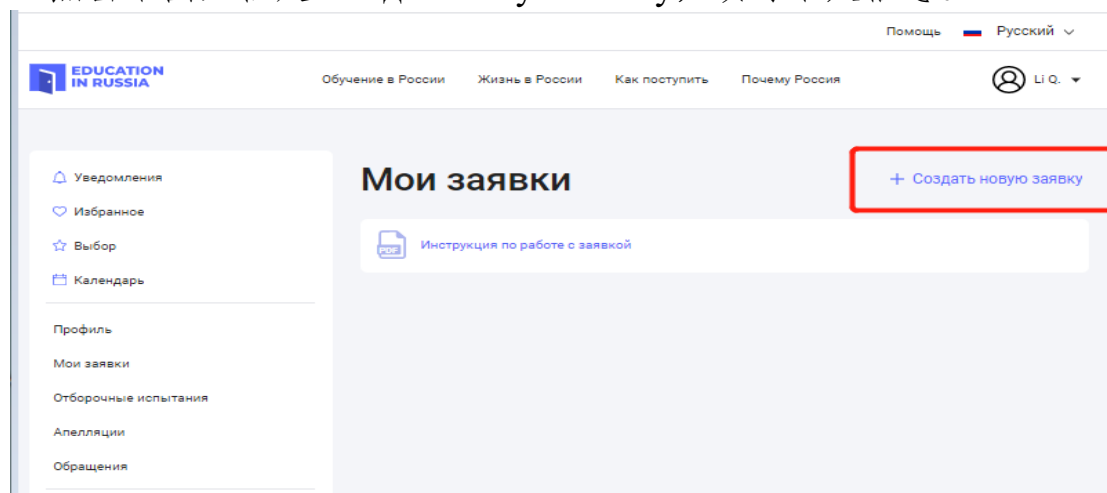 Помощь Русский
EDUCATION
IN RUSSIA
Обучение в России Жизнь в России Как поступить Почему Россия Li Q.
Уведомления
Избранное
Выбор
Календарь
Профиль
Мои заявки
Отборочные испытания
Апелляции
Обращения
Мои заявки
+ Создать новую заявку
PDF Инструкция по работе с заявкой